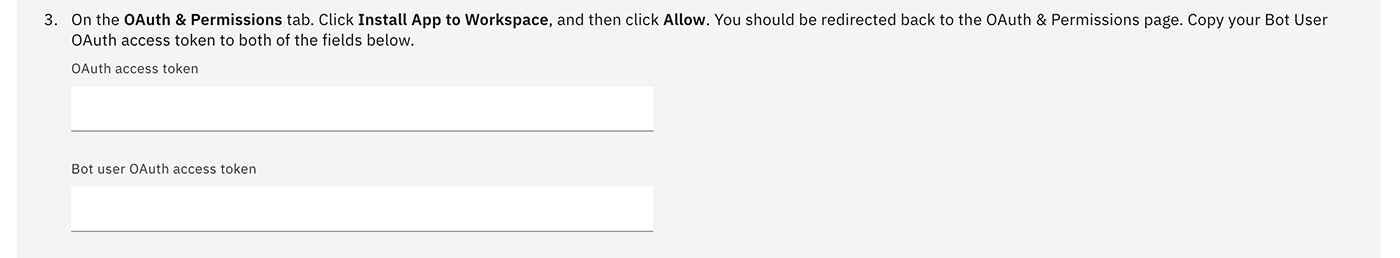 3. On the OAuth & Permissions tab. Click Install App to Workspace, and then click Allow. You should be redirected back to the OAuth & Permissions page. Copy your Bot User
OAuth access token to both of the fields below.
OAuth access token
Bot user OAuth access token